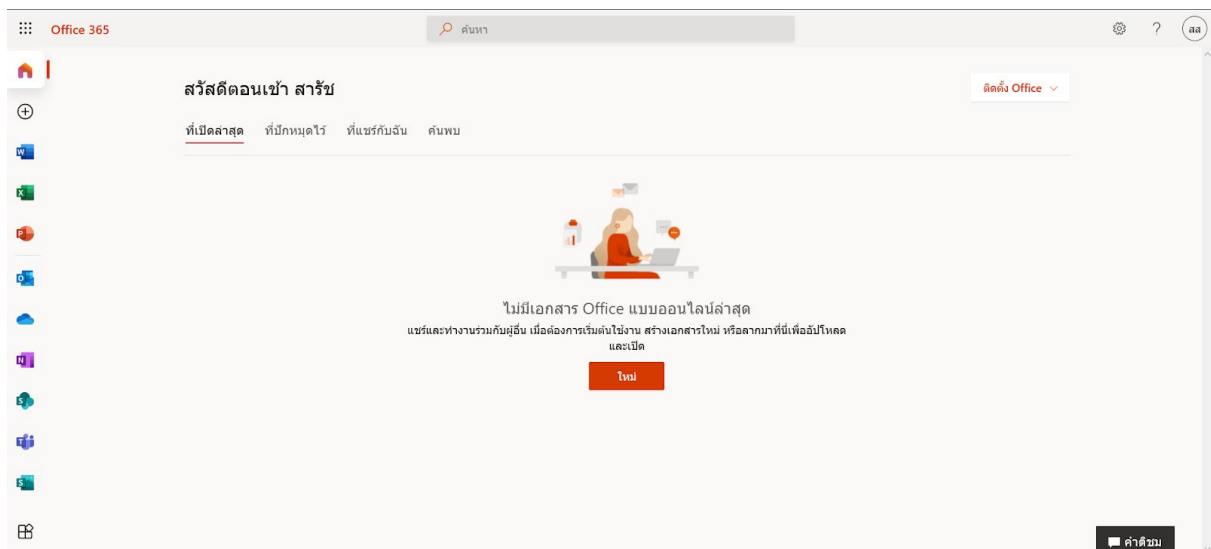 Office 365
ค้นหา
?
สส
สวัสดีตอนเช้า สารัช
ติดตั้ง Office
ที่เปิดล่าสุด ที่ปักหมุดไว้ ที่แชร์กับฉัน ค้นพบ
ไม่มีเอกสาร Office แบบออนไลน์ล่าสุด
แชร์และทำงานร่วมกับผู้อื่น เมื่อต้องการเริ่มต้นใช้งาน สร้างเอกสารใหม่ หรือลากมาที่นี่เพื่ออัปโหลด
และเปิด
ใหม่
W
X
P
O
N
S
T
S
คำติชม